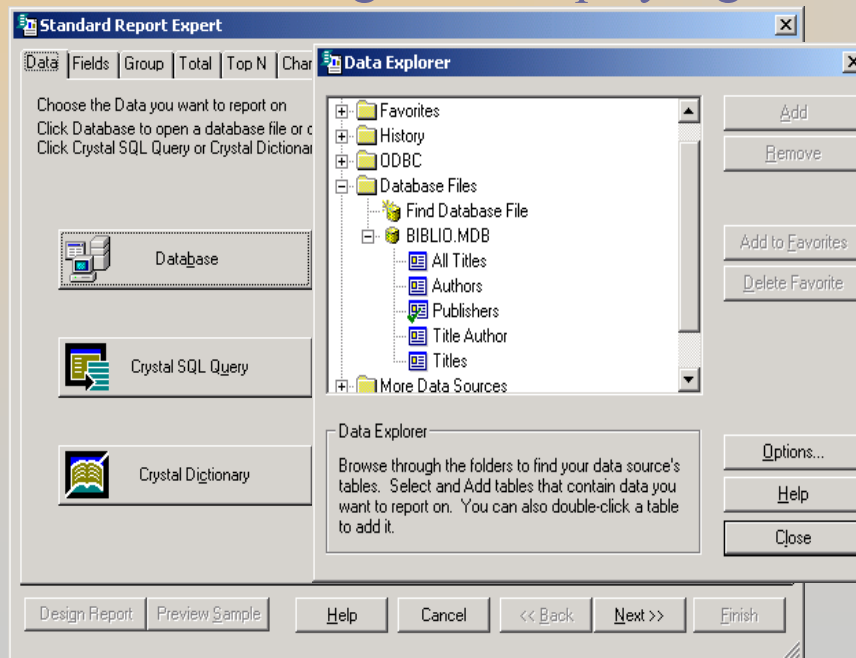 Standard Report Expert
Data Fields Group Total Top N
Choose the Data you want to report on
Click Database to open a database file or
Click Crystal SQL Query or Crystal
Database
Crystal SQL Query
Crystal Dictionary
Design Report Preview Sample Help Cancel << Back Next >> Finish
Data Explorer
Favorites
History
ODBC
Database Files
Find Database File
BIBLIO.MDB
All Titles
Authors
Publishers
Title Author
Titles
More Data Sources
Add
Remove
Add to Favorites
Delete Favorite
Data Explorer
Browse through the folders to find your data source's
tables. Select and Add tables that contain data you
want to report on. You can also double-click a table
to add it.
Options...
Help
Close